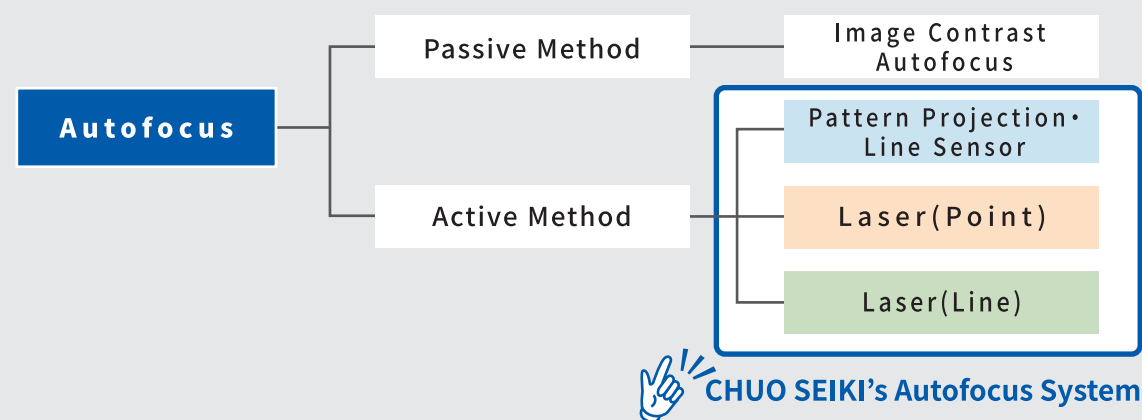 Autofocus
Passive Method
Image Contrast
Autofocus
Active Method
Pattern Projection・
Line Sensor
Laser(Point)
Laser(Line)
CHUO SEIKI's Autofocus System